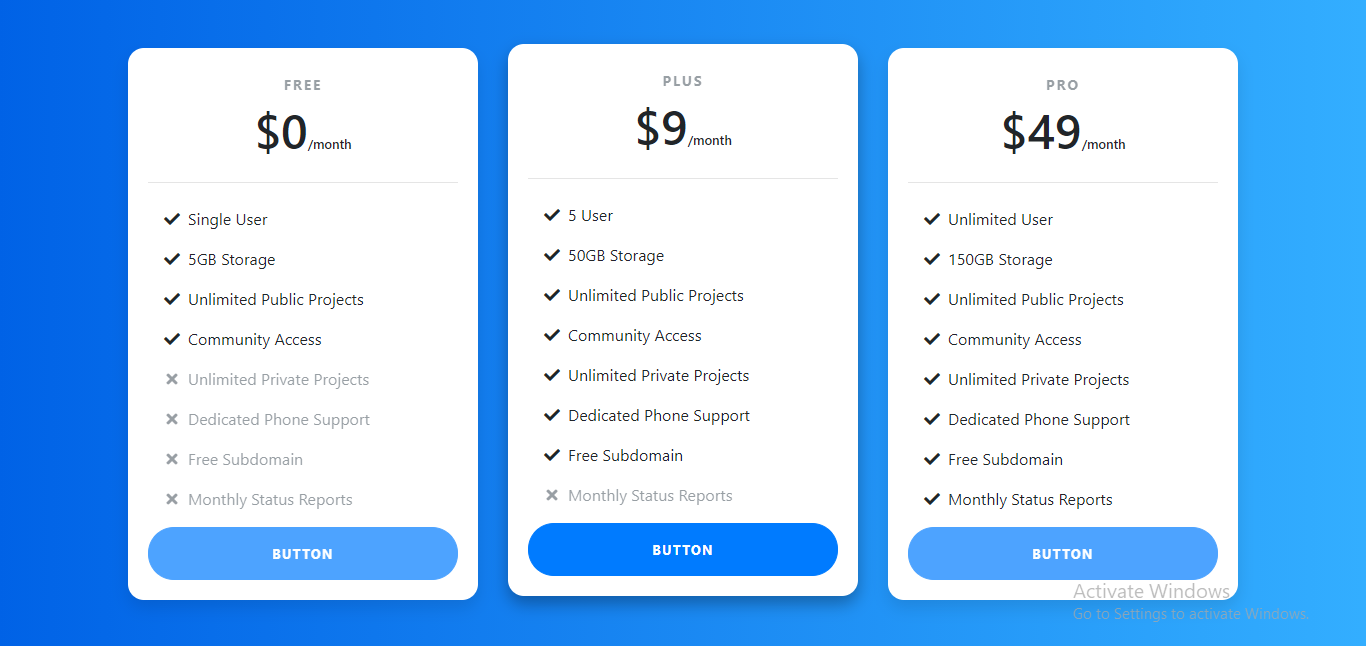 FREE
$0/month
Single User
5GB Storage
Unlimited Public Projects
Community Access
Unlimited Private Projects
Dedicated Phone Support
Free Subdomain
Monthly Status Reports
BUTTON
PLUS
$9/month
5 User
50GB Storage
Unlimited Public Projects
Community Access
Unlimited Private Projects
Dedicated Phone Support
Free Subdomain
Monthly Status Reports
BUTTON
PRO
$49/month
Unlimited User
150GB Storage
Unlimited Public Projects
Community Access
Unlimited Private Projects
Dedicated Phone Support
Free Subdomain
Monthly Status Reports
BUTTON
Activate Windows
Go to Settings to activate Windows.